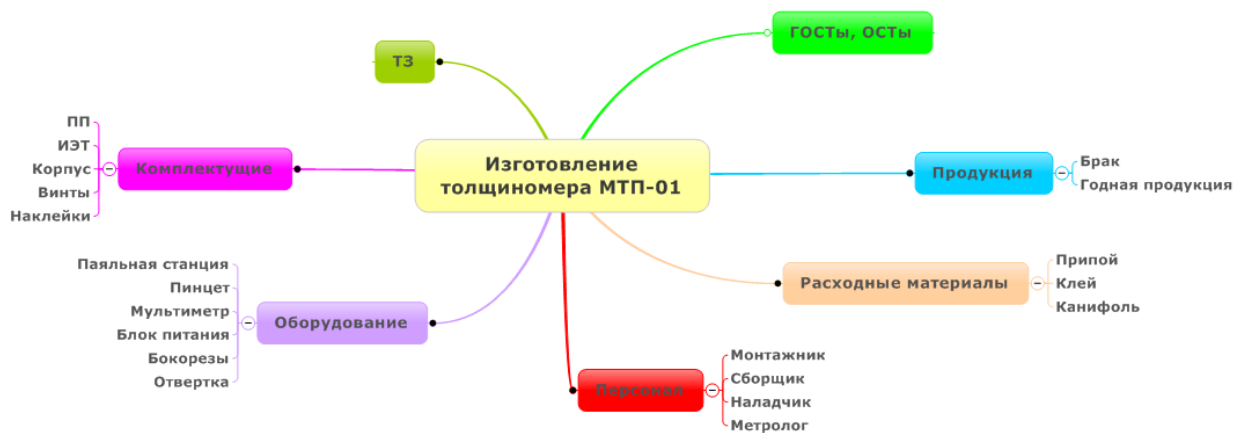 ГОСТы, ОСТы
ТЗ
Изготовление
толщиномера МТП-01
Комплектущие
ПП
ИЭТ
Корпус
Винты
Наклейки
Продукция
Брак
Годная продукция
Оборудование
Паяльная станция
Пинцет
Мультиметр
Блок питания
Бокорезы
Отвертка
Расходные материалы
Припой
Клей
Канифоль
Персонал
Монтажник
Сборщик
Наладчик
Метролог